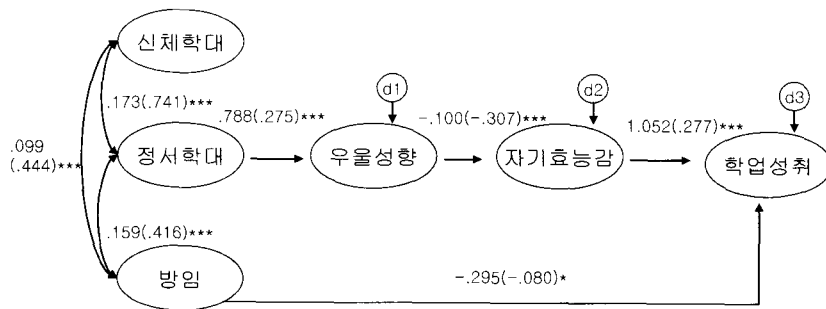 신체학대
d1
d2
d3
.173(.741)***
.788(.275)***
-.100(-.307)***
1.052(.277)***
.099
(.444)***
정서학대
우울성향
자기효능감
학업성취
.159(.416)***
방임
-.295(-.080)*